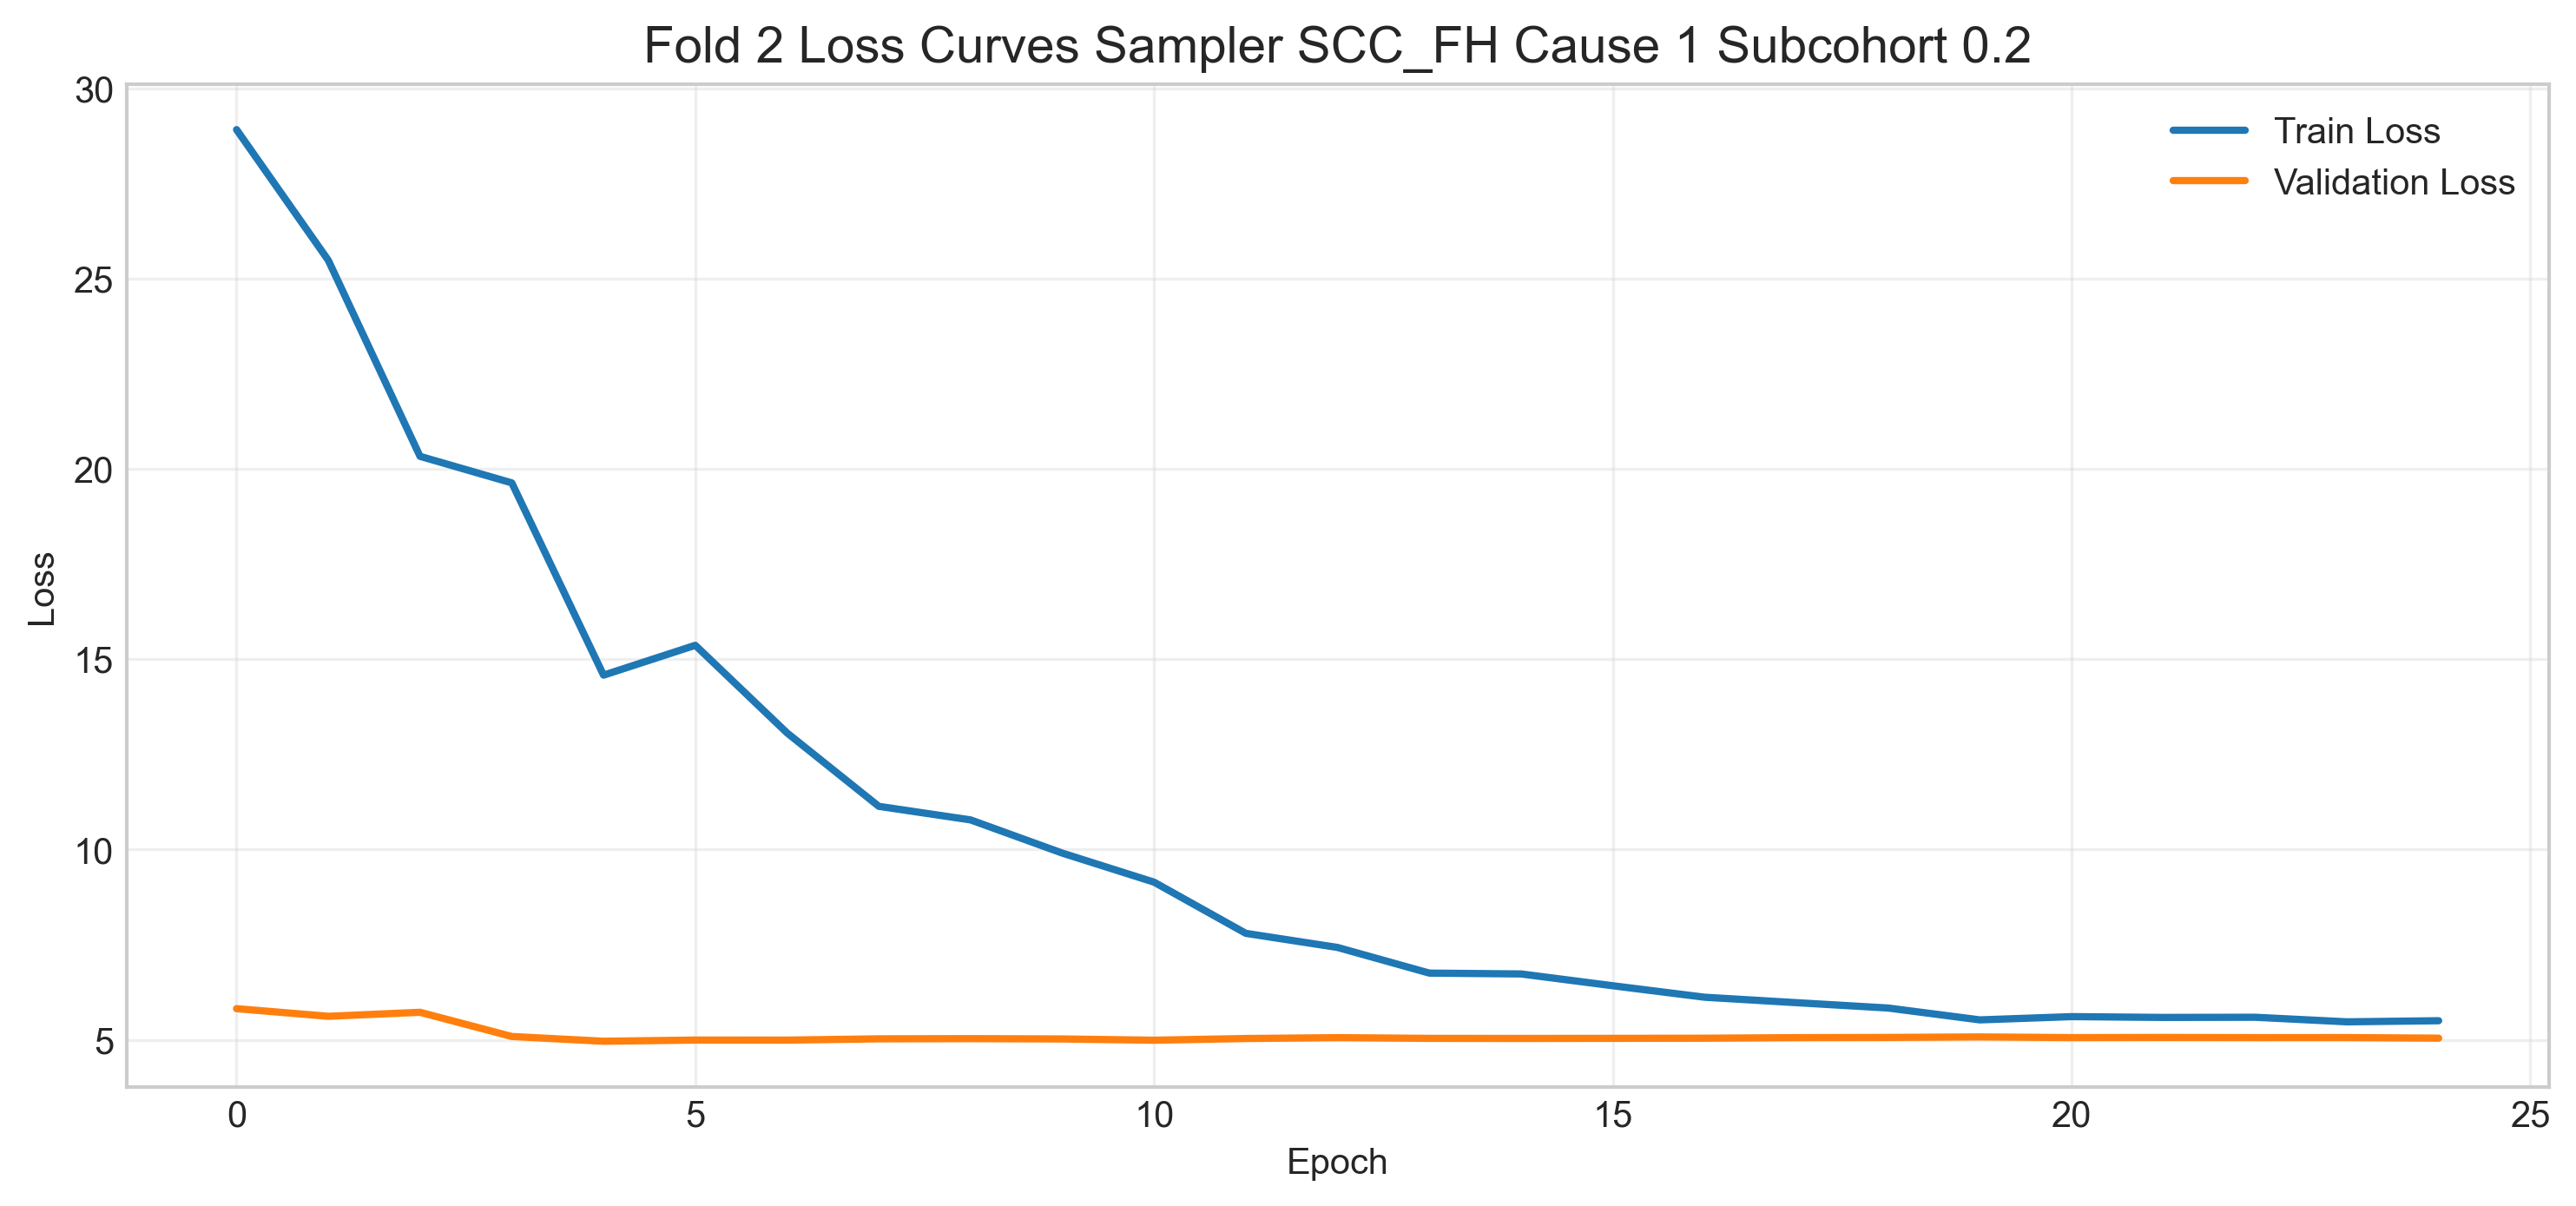 Fold 2 Loss Curves Sampler SCC_FH Cause 1 Subcohort 0.2
Train Loss
Validation Loss
30
25
20
15
10
5
Loss
0 5 10 15 20 25
Epoch